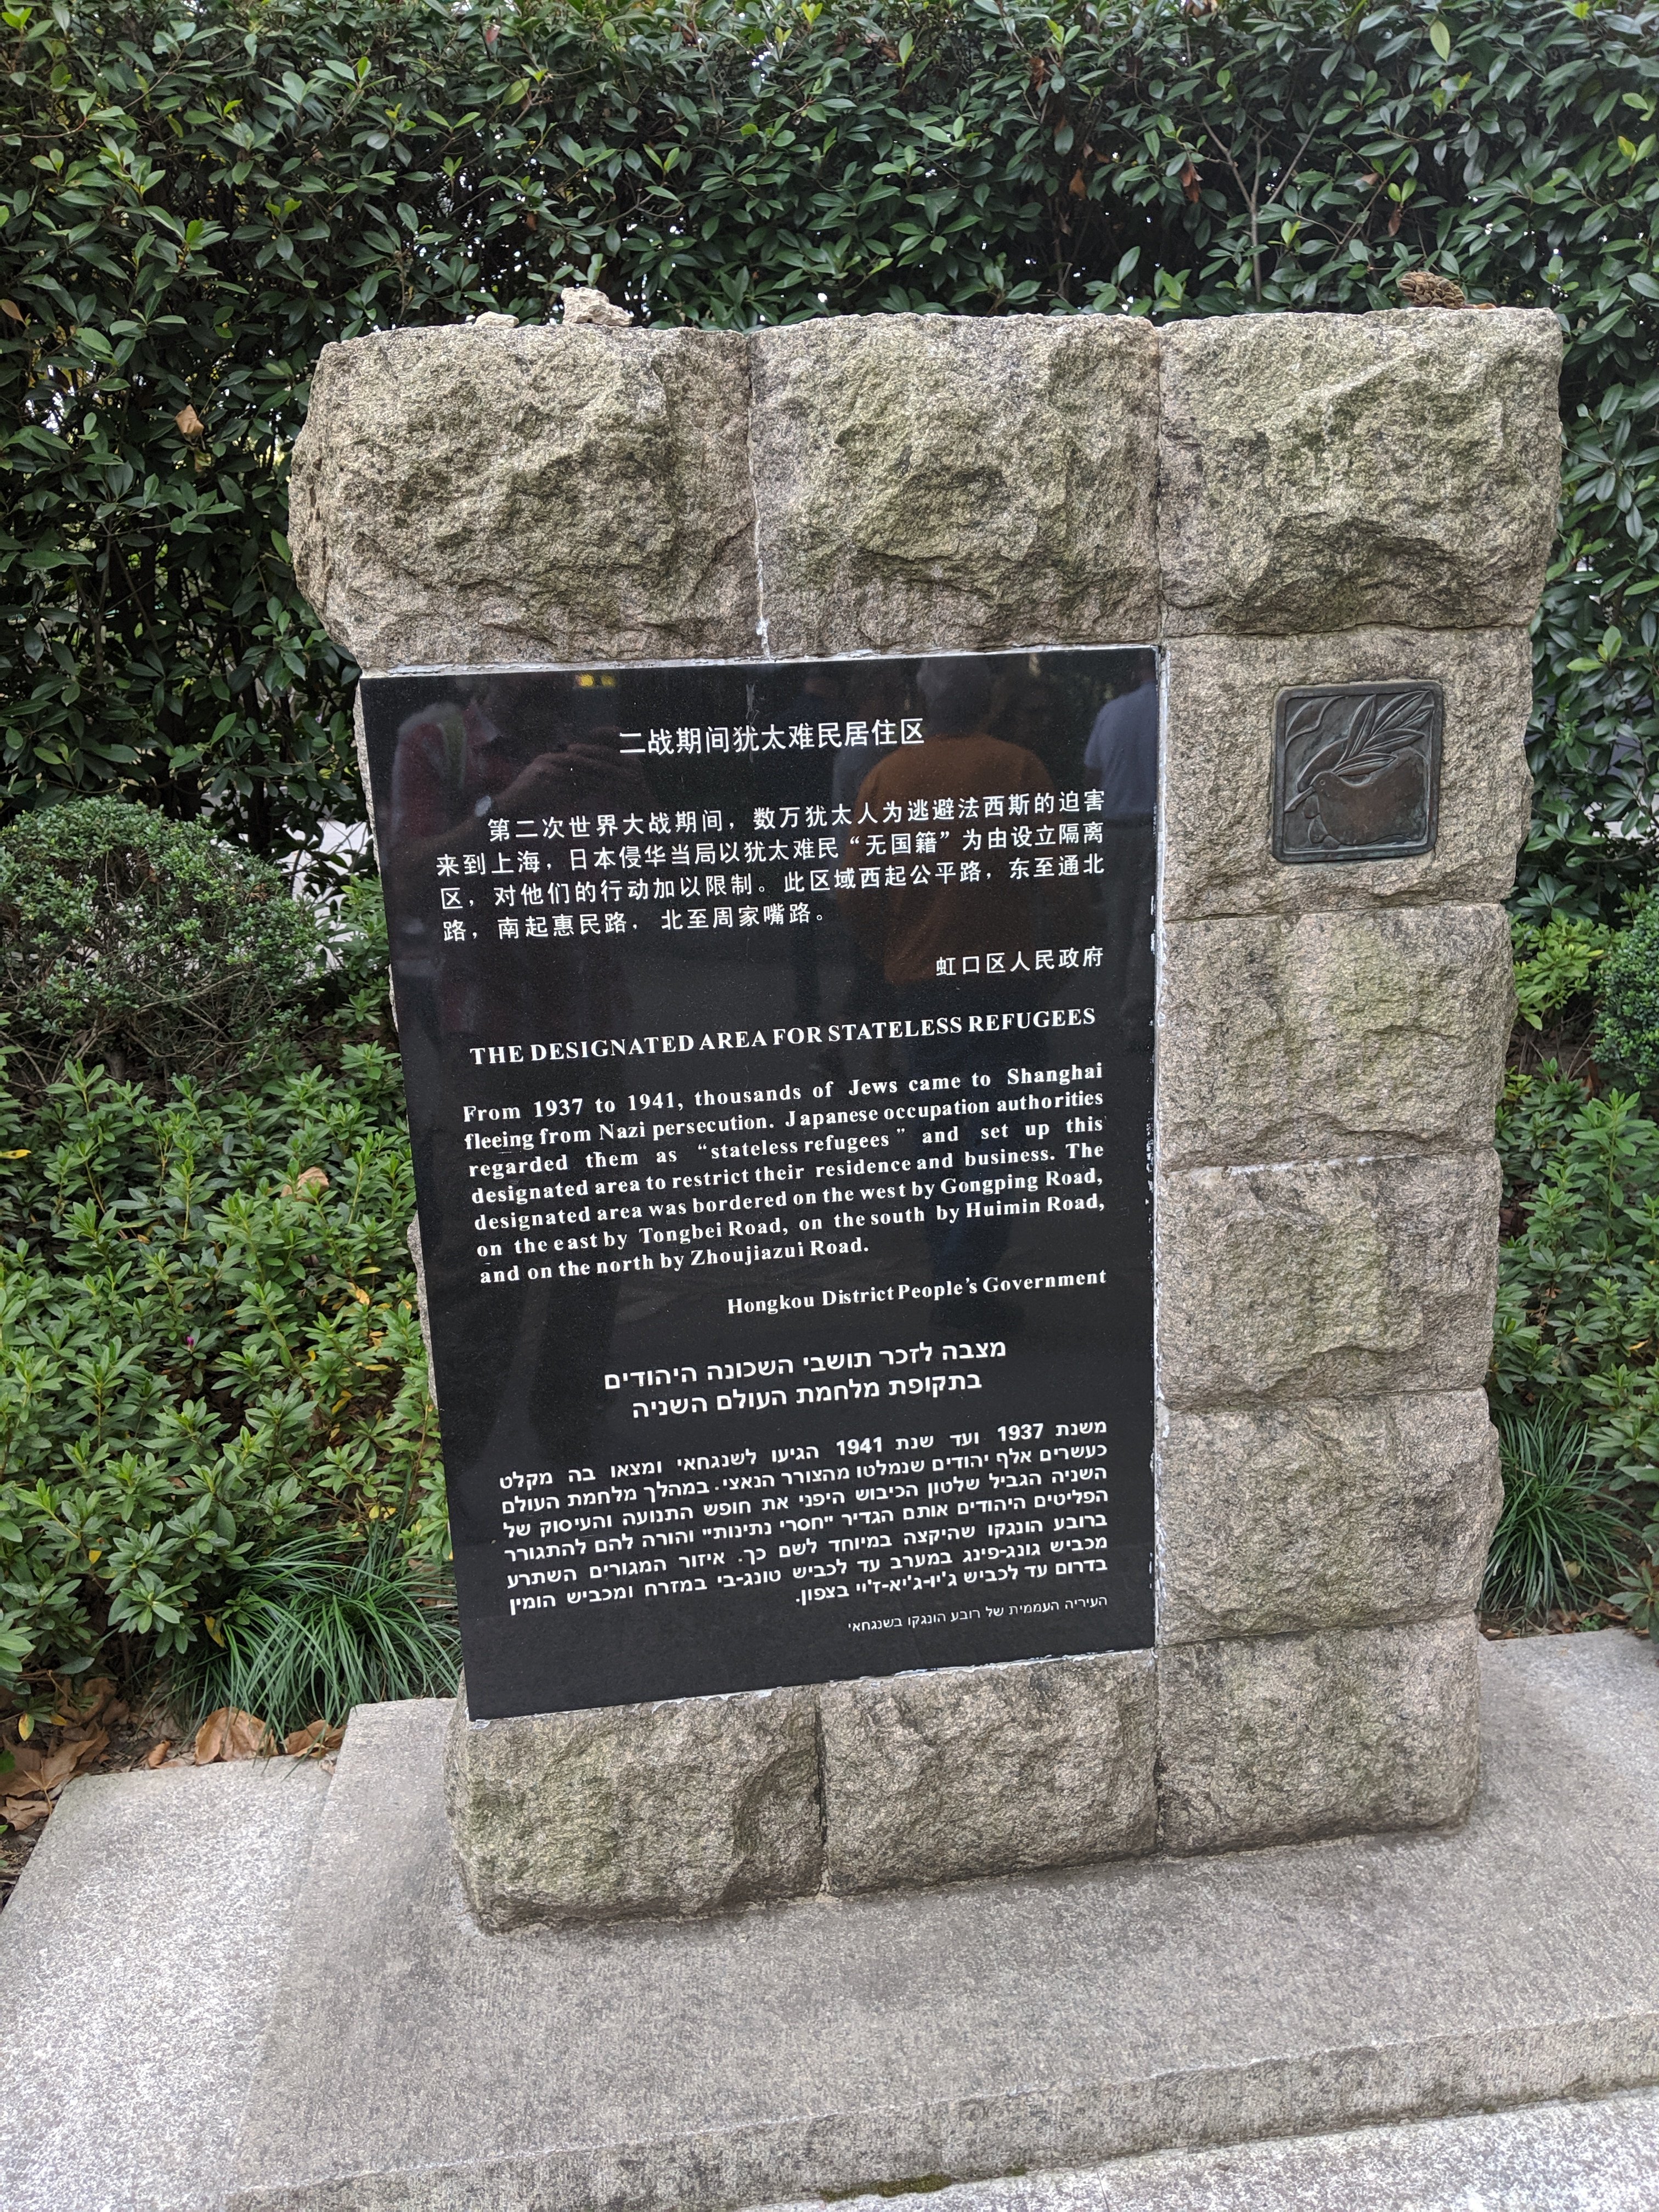 二战期间犹太难民居住区
第二次世界大战期间，数万犹太人为逃避法西斯的迫害
来到上海，日本侵华当局以犹太难民“无国籍”为由设立隔离
区，对他们的行动加以限制。此区域西起公平路，东至通北
路，南起惠民路，北至周家嘴路。
虹口区人民政府
THE DESIGNATED AREA FOR STATELESS REFUGEES
From 1937 to 1941, thousands of Jews came to Shanghai
fleeing from Nazi persecution. Japanese occupation authorities
regarded them as “stateless refugees” and set up this
designated area to restrict their residence and business. The
designated area was bordered on the west by Gongping Road,
on the east by Tongbei Road, on the south by Huimin Road,
and on the north by Zhoujiazui Road.
Hongkou District People’s Government
מצבה לזכר תושבי השכונה היהודים
בתקופת מלחמת העולם השניה
משנת 1937 ועד שנת 1941 הגיעו לשנגחאי ומצאו בה מקלט
כעשרים אלף יהודים שנמלטו מהצורר הנאצי. במהלך מלחמת העולם
השניה הגביל שלטון הכיבוש היפני את חופש התנועה והעיסוק של
הפליטים היהודים אותם הגדיר "חסרי נתינות" והורה להם להתגורר
ברובע הונגקו שהיקצה במיוחד לשם כך. איזור המגורים השתרע
מכביש גונג-פינג במערב עד לכביש טונג-בי במזרח ומכביש הומין
בדרום עד לכביש ג'יו-ג'יא-ז'וי בצפון.
העיריה העממית של רובע הונגקו בשנגחאי